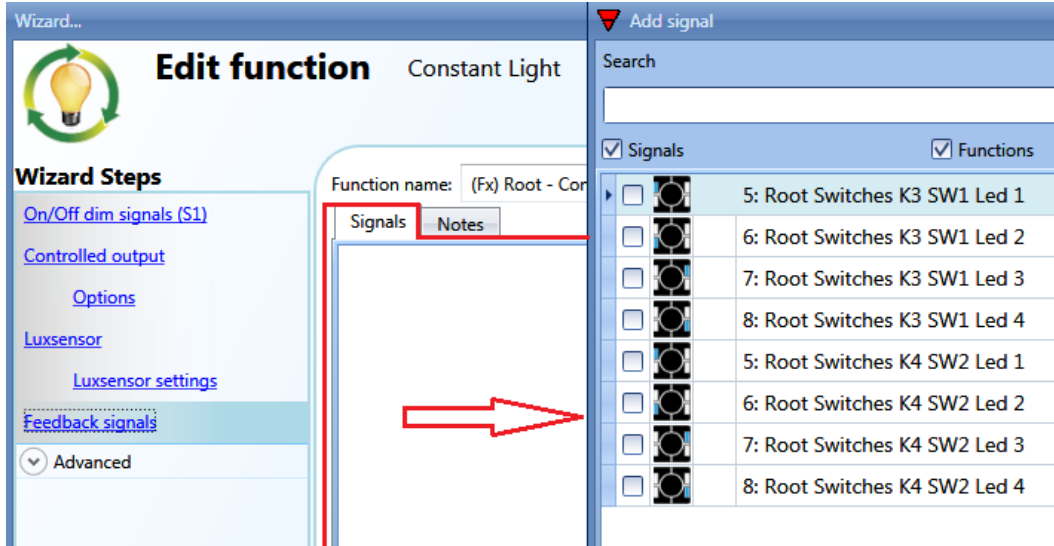 Wizard...
Edit function Constant Light
Wizard Steps
On/Off dim signals (S1)
Controlled output
Options
Luxsensor
Luxsensor settings
Feedback signals
Advanced
Function name: (Fx) Root - Con
Signals Notes
Add signal
Search
Signals Functions
5: Root Switches K3 SW1 Led 1
6: Root Switches K3 SW1 Led 2
7: Root Switches K3 SW1 Led 3
8: Root Switches K3 SW1 Led 4
5: Root Switches K4 SW2 Led 1
6: Root Switches K4 SW2 Led 2
7: Root Switches K4 SW2 Led 3
8: Root Switches K4 SW2 Led 4